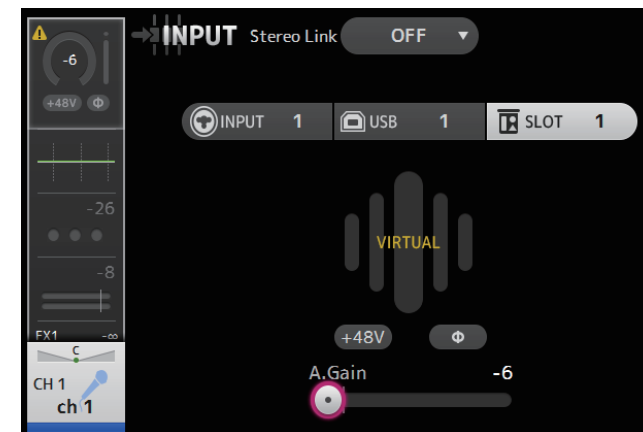 -6
+48V Φ
-26
-8
FX1 -∞
C
CH 1
ch 1
INPUT Stereo Link OFF
INPUT 1 USB 1 SLOT 1
VIRTUAL
+48V Φ
A.Gain -6